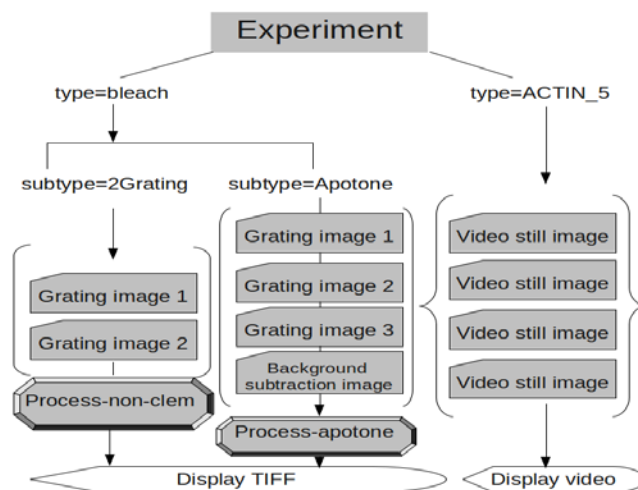 Experiment
type=bleach
type=ACTIN_5
subtype=2Grating
subtype=Apotone
Grating image 1
Grating image 2
Process-non-clem
Grating image 1
Grating image 2
Grating image 3
Background
subtraction image
Process-apotone
Video still image
Video still image
Video still image
Video still image
Display TIFF
Display video